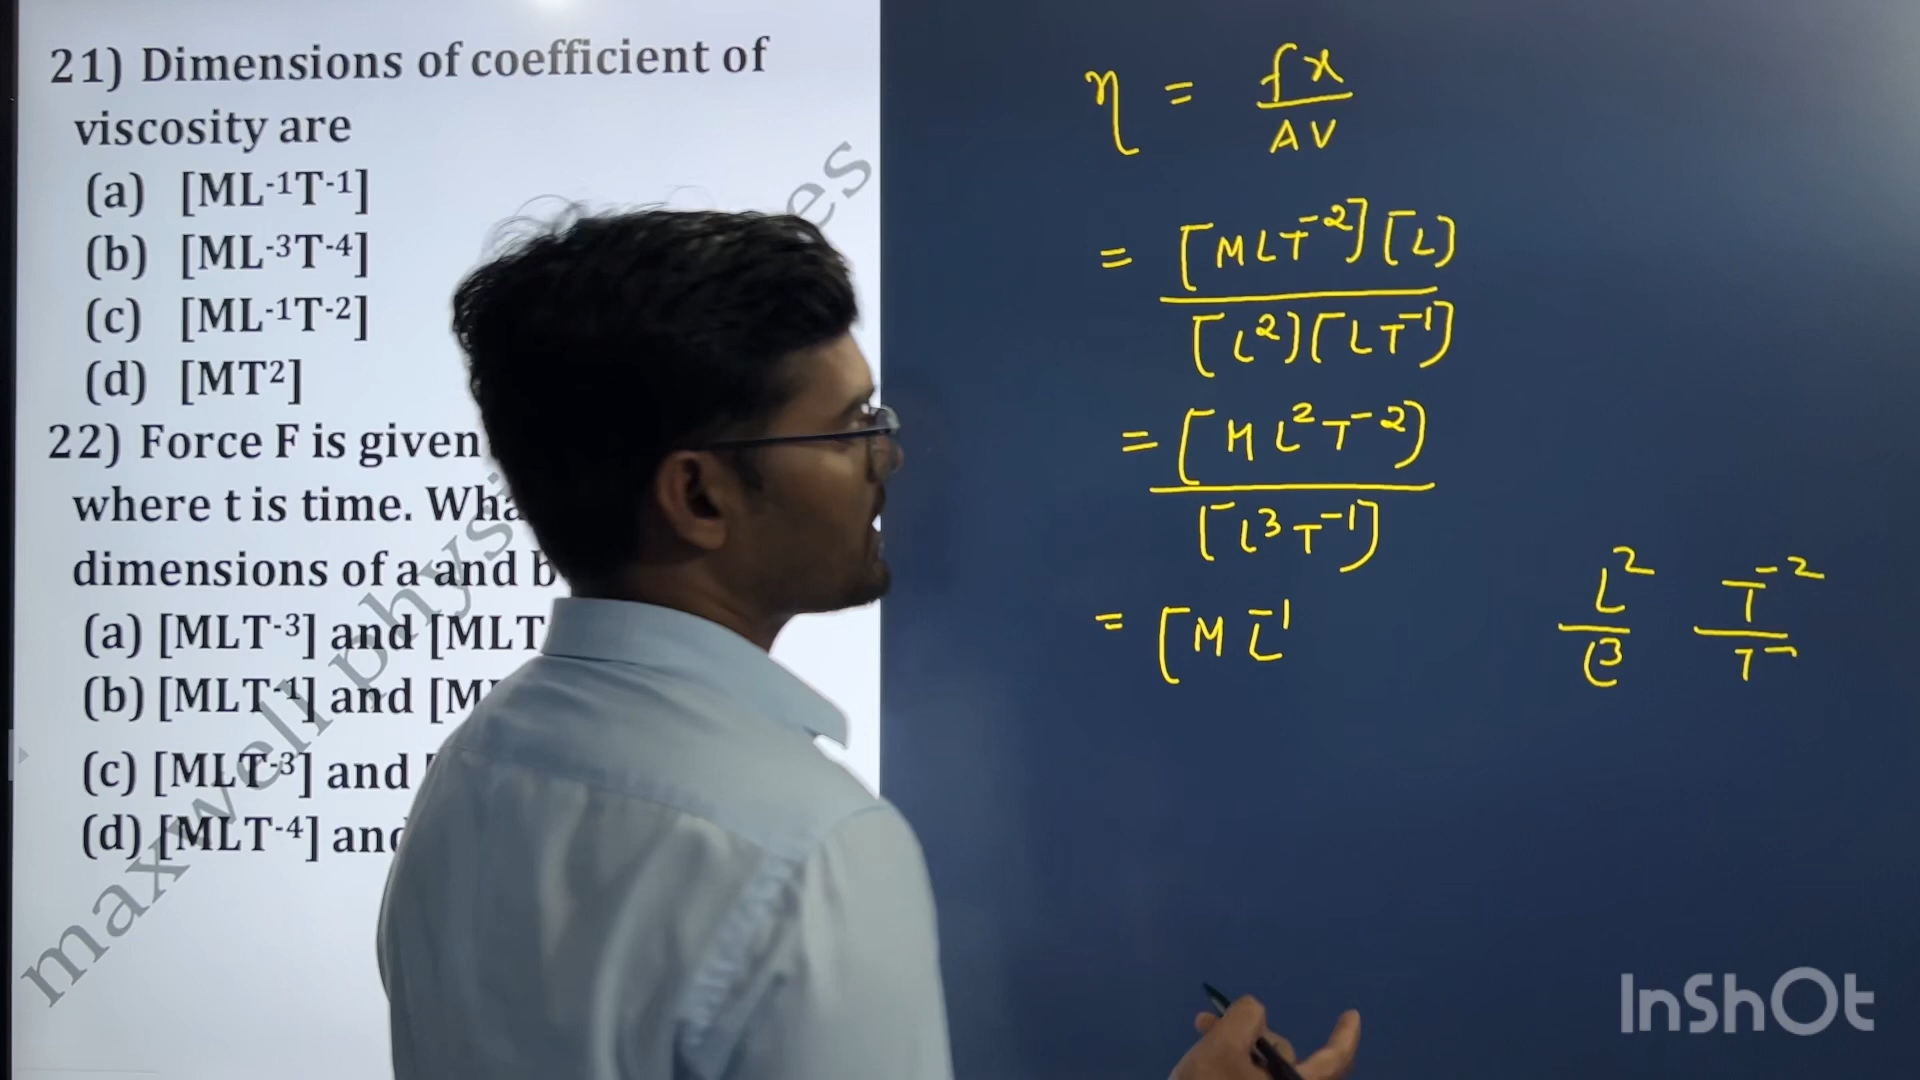 21) Dimensions of coefficient of
viscosity are
(a) [ML⁻¹T⁻¹]
(b) [ML⁻³T⁻⁴]
(c) [ML⁻¹T⁻²]
(d) [MT²]
22) Force F is given
where t is time.
dimensions of a and b
(a) [MLT⁻³] and [MLT
(b) [MLT⁻¹] and
(c) [MLT⁻³] and
(d) [MLT⁻⁴] and
maxwell
η = fx / AV
= [MLT⁻²][L] / [L²][LT⁻¹]
= [ML²T⁻²] / [L³T⁻¹]
= [ML⁻¹
L² / L³ T⁻² / T⁻
InShOt